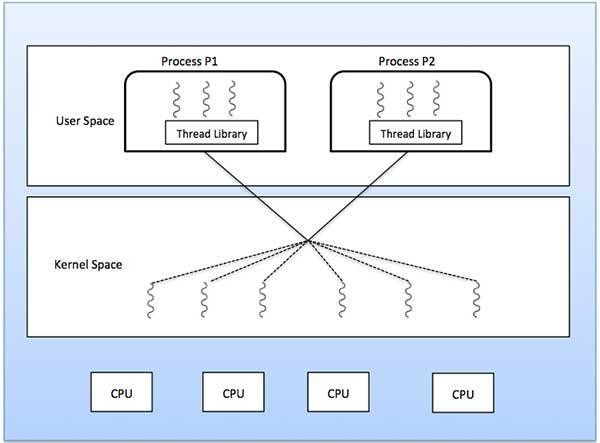 Process P1
Process P2
User Space
Thread Library
Thread Library
Kernel Space
CPU
CPU
CPU
CPU